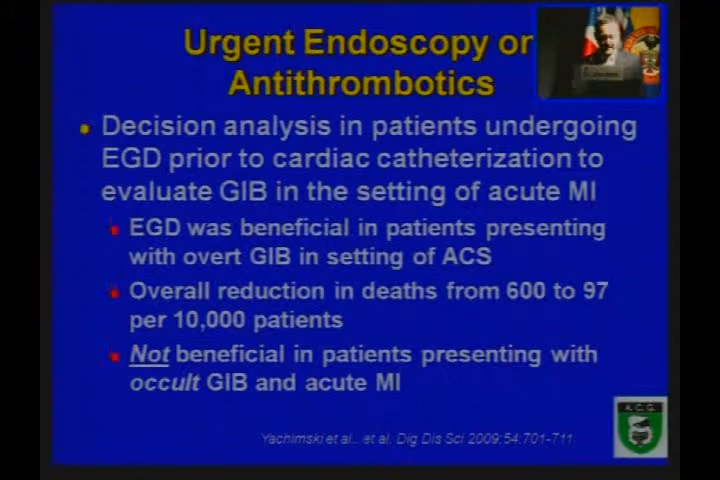 Urgent Endoscopy or
Antithrombotics
Decision analysis in patients undergoing
EGD prior to cardiac catheterization to
evaluate GIB in the setting of acute MI
EGD was beneficial in patients presenting
with overt GIB in setting of ACS
Overall reduction in deaths from 600 to 97
per 10,000 patients
Not beneficial in patients presenting with
occult GIB and acute MI
A.C.G.
Yachimski et al.. et al. Dig Dis Sci 2009:54:701-711